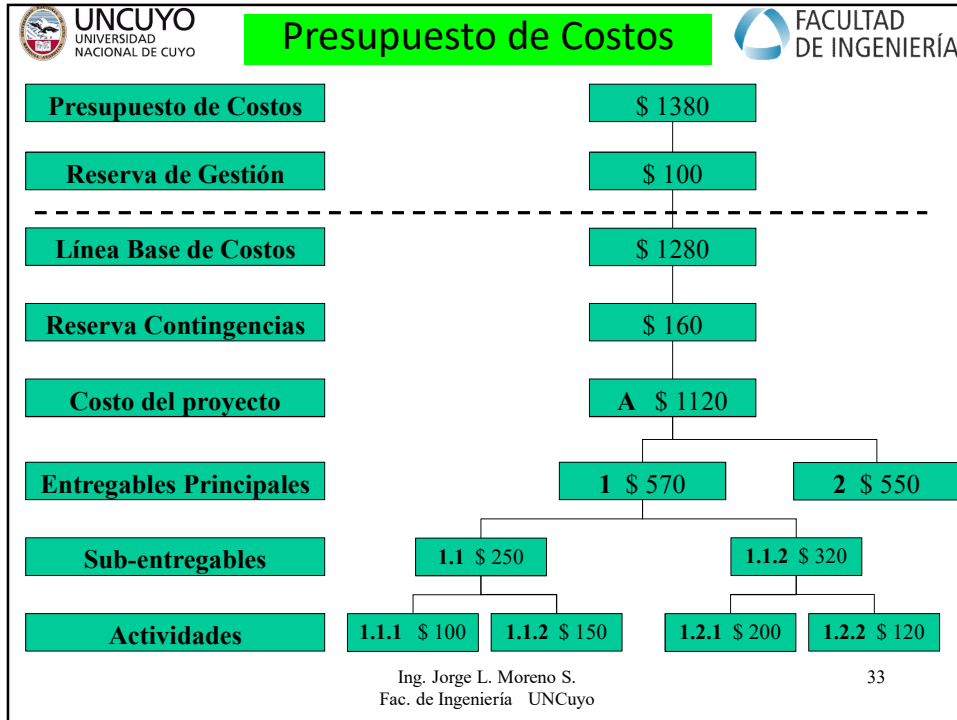 UNCUYO
UNIVERSIDAD
NACIONAL DE CUYO
Presupuesto de Costos
FACULTAD
DE INGENIERÍA
Presupuesto de Costos
$ 1380
Reserva de Gestión
$ 100
Línea Base de Costos
$ 1280
Reserva Contingencias
$ 160
Costo del proyecto
A $ 1120
Entregables Principales
1 $ 570
2 $ 550
Sub-entregables
1.1 $ 250
1.1.2 $ 320
Actividades
1.1.1 $ 100
1.1.2 $ 150
1.2.1 $ 200
1.2.2 $ 120
Ing. Jorge L. Moreno S.
Fac. de Ingeniería UNCuyo
33